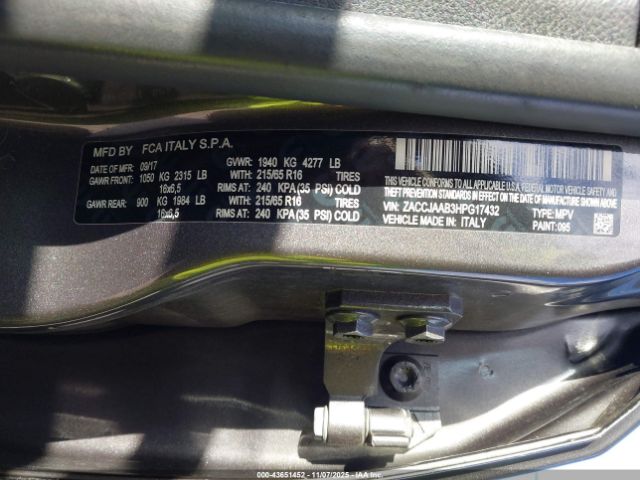 MFD BY FCA ITALY S.P.A.
DATE OF MFR: 09/17 GVWR: 1940 KG 4277 LB
GAWR FRONT: 1050 KG 2315 LB WITH 215/65 R16 TIRES
16x6,5 RIMS AT: 240 KPA (35 PSI) COLD
GAWR REAR: 900 KG 1984 LB WITH 215/65 R16 TIRES
16x6,5 RIMS AT: 240 KPA (35 PSI) COLD
THIS VEHICLE CONFORMS TO ALL APPLICABLE U.S.A. FEDERAL MOTOR VEHICLE SAFETY AND
THEFT PREVENTION STANDARDS IN EFFECT ON THE DATE OF MANUFACTURE SHOWN ABOVE
VIN: ZACCJAAB3HPG17432 TYPE: MPV
VEHICLE MADE IN: ITALY PAINT: 095
000-43651452 - 11/07/2025 - IAAI.COM